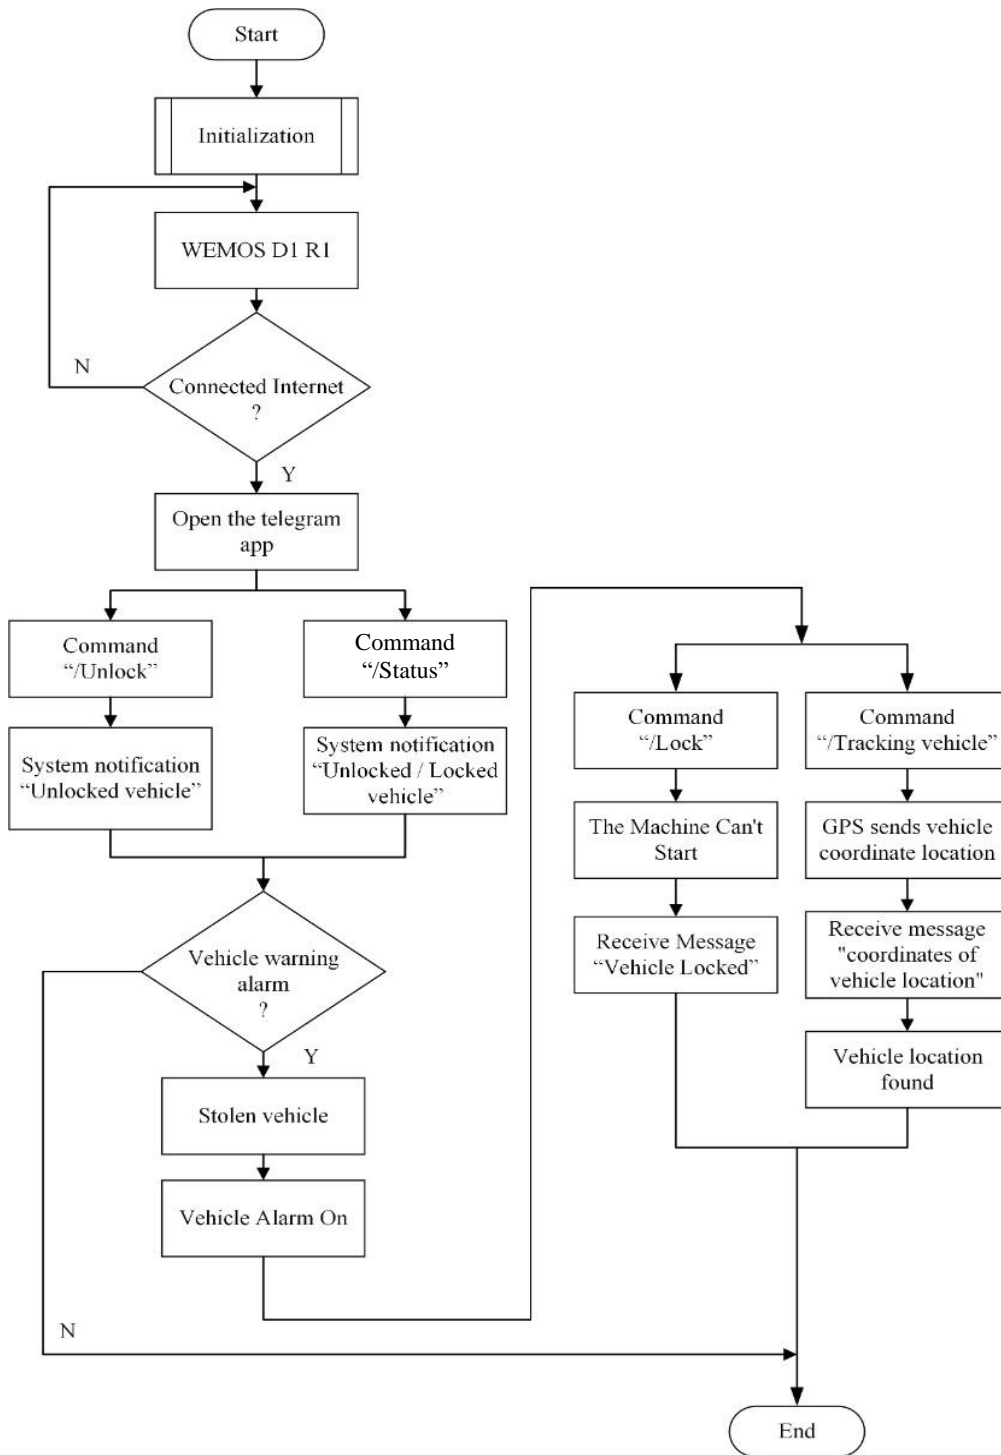 Start
Initialization
WEMOS D1 R1
N
Connected Internet
?
Y
Open the telegram
app
Command
“/Unlock”
Command
“/Status”
System notification
“Unlocked vehicle”
System notification
“Unlocked / Locked
vehicle”
Vehicle warning
alarm
?
Y
Stolen vehicle
Vehicle Alarm On
N
Command
“/Lock”
Command
“/Tracking vehicle”
The Machine Can't
Start
GPS sends vehicle
coordinate location
Receive Message
“Vehicle Locked”
Receive message
"coordinates of
vehicle location"
Vehicle location
found
End